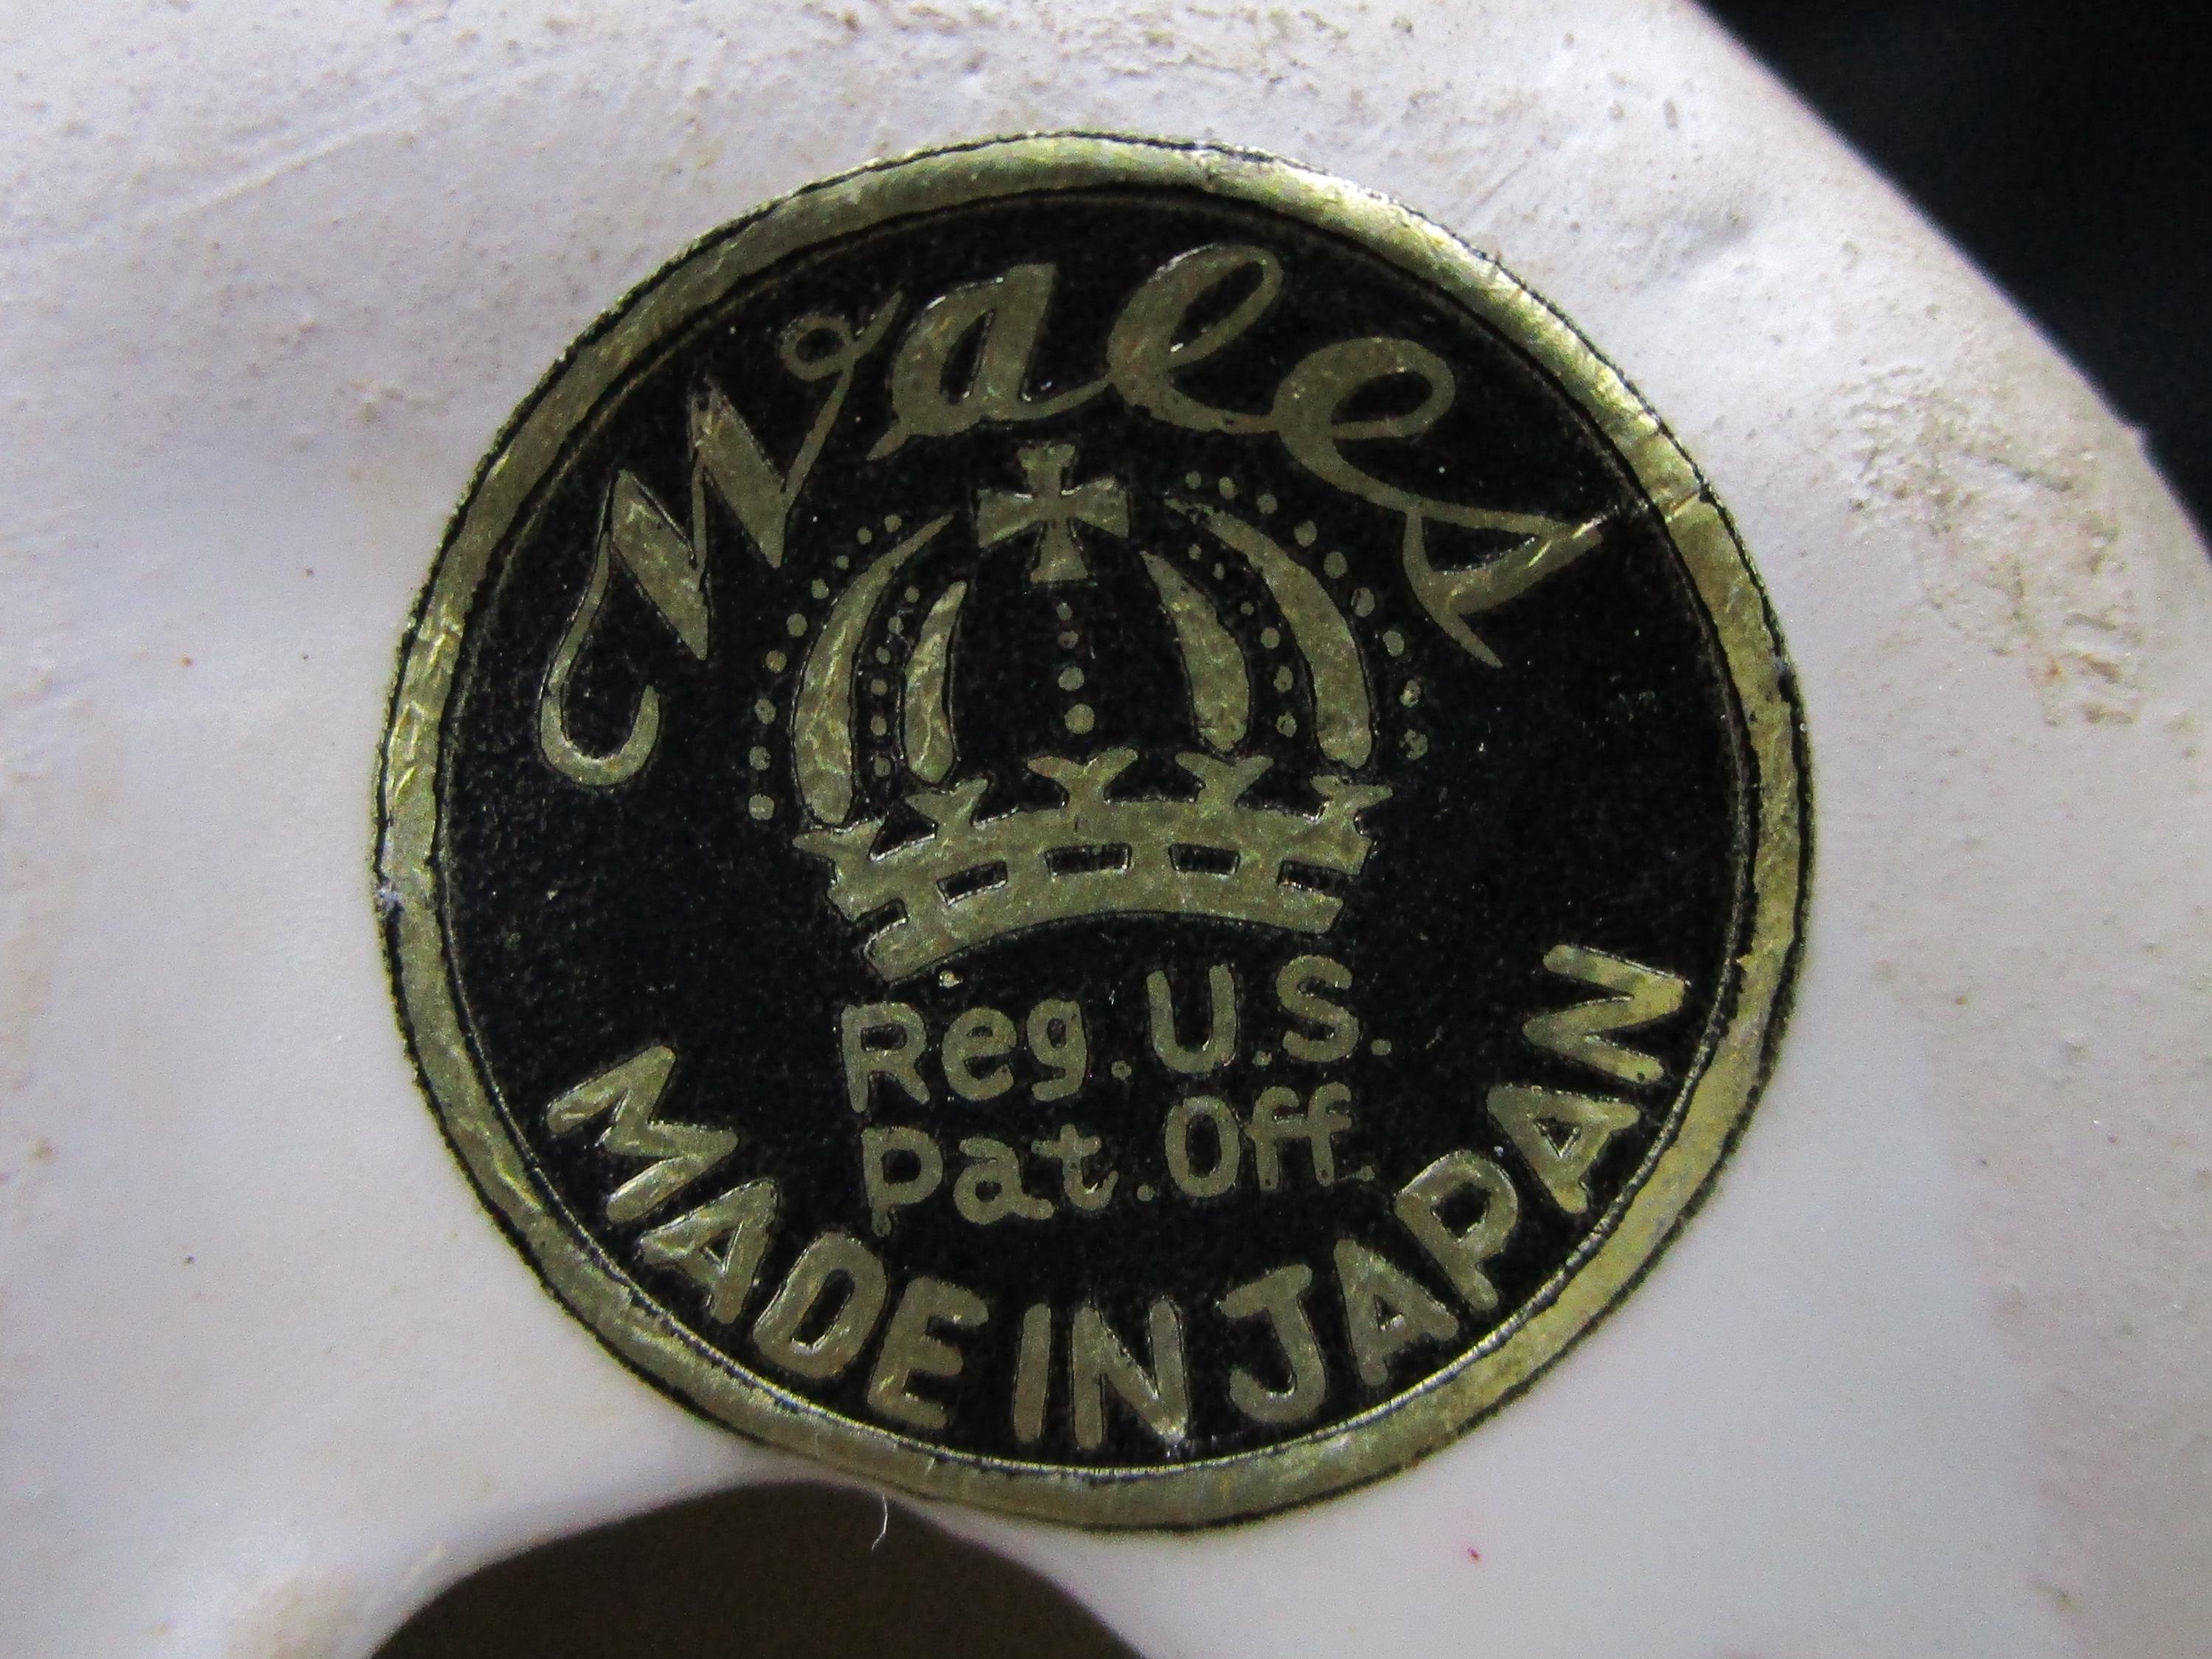 Wales
Reg. U.S.
Pat. Off.
MADE IN JAPAN